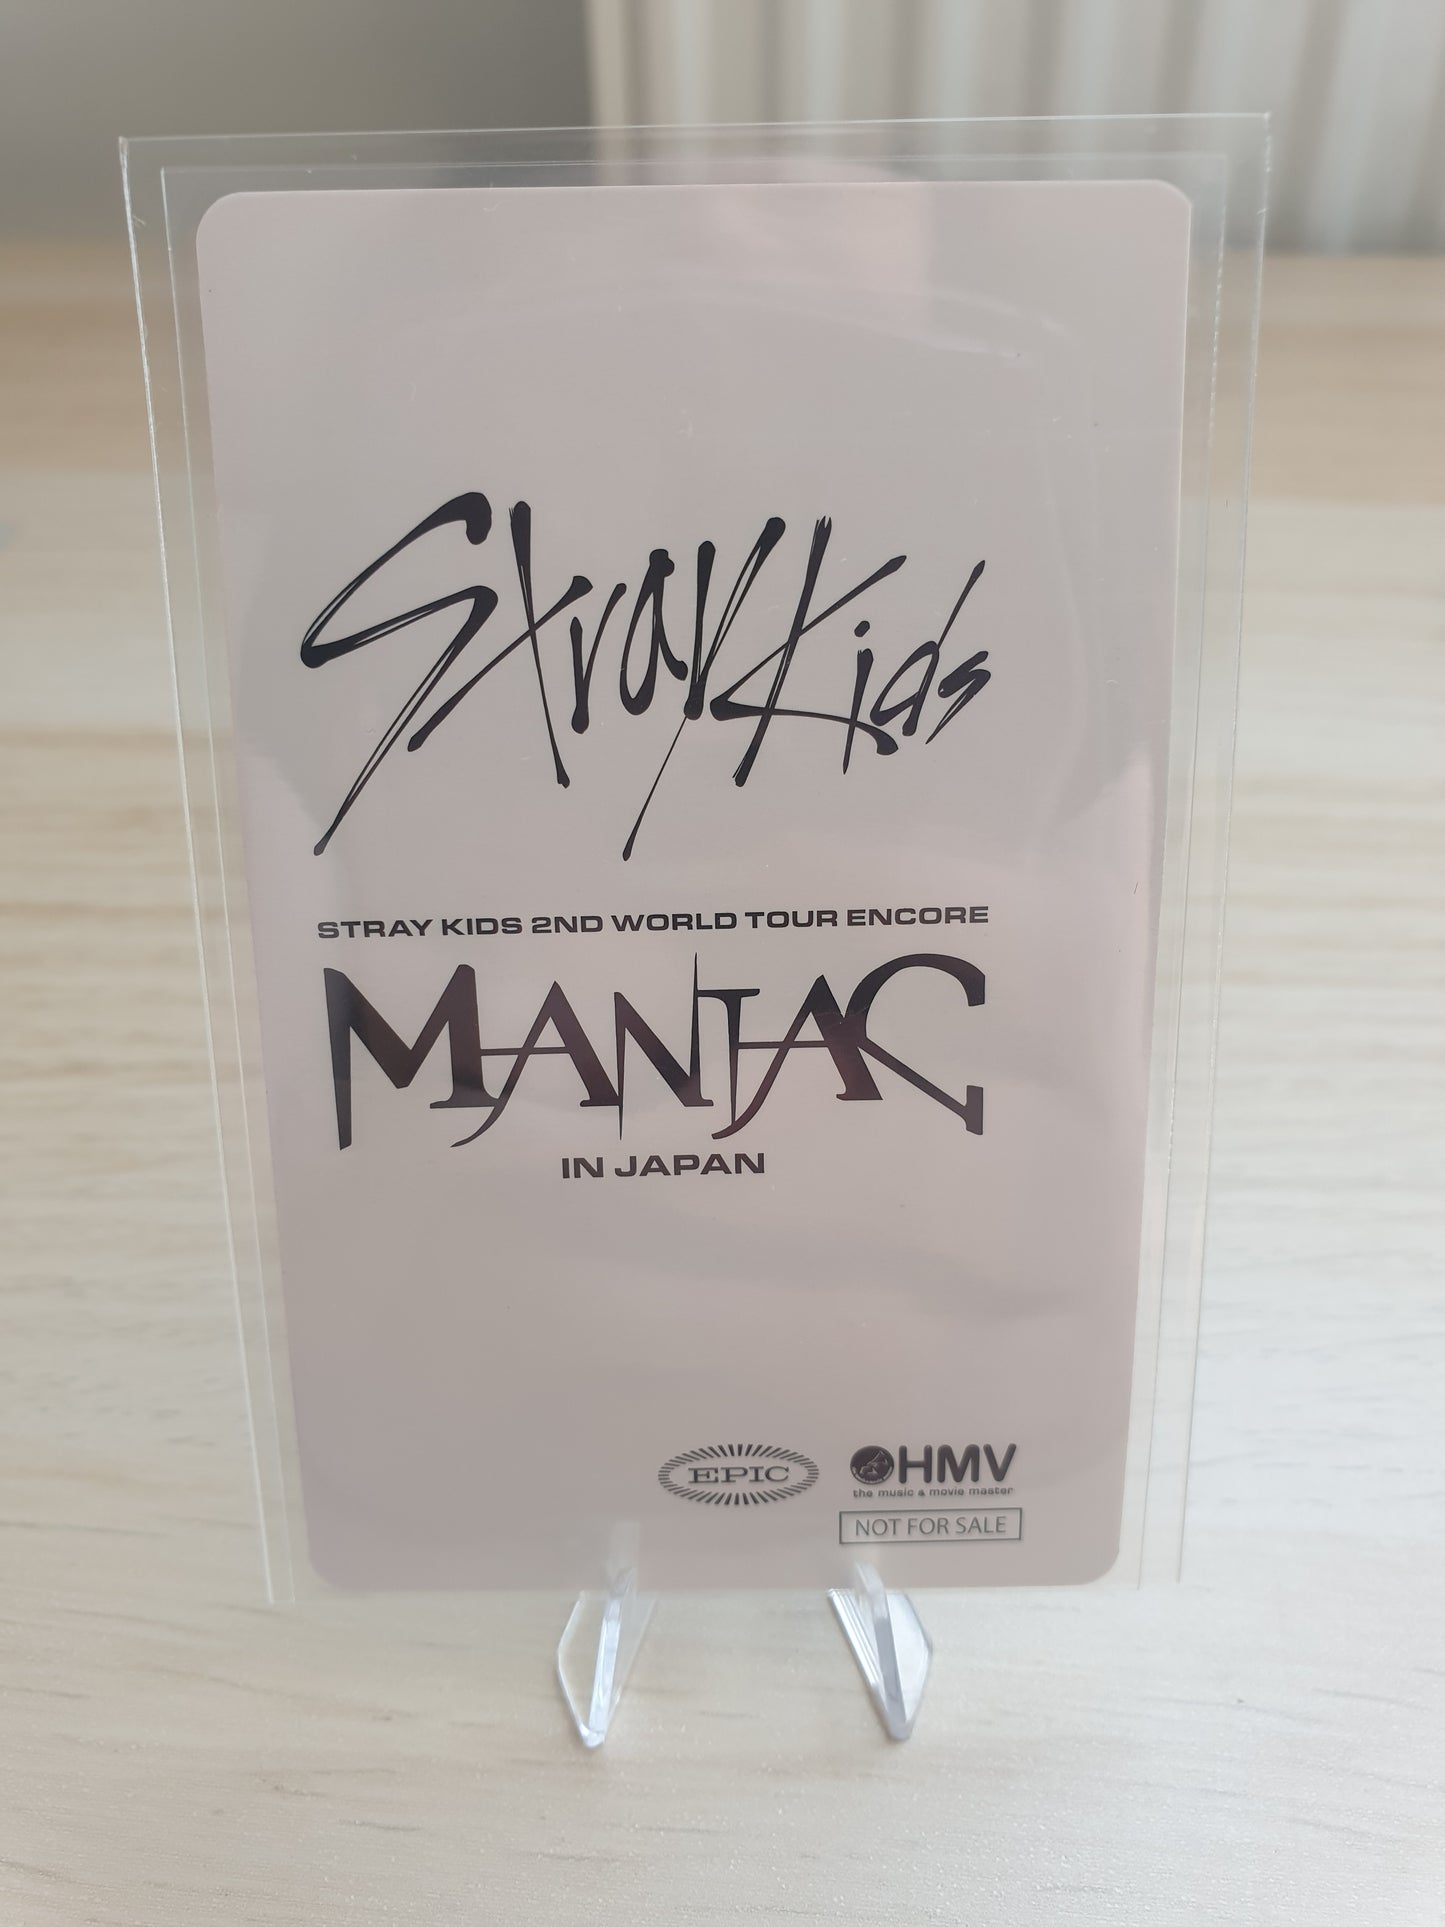 Stray Kids
STRAY KIDS 2ND WORLD TOUR ENCORE
MANIAC
IN JAPAN
EPIC
HMV
the music & movie master
NOT FOR SALE